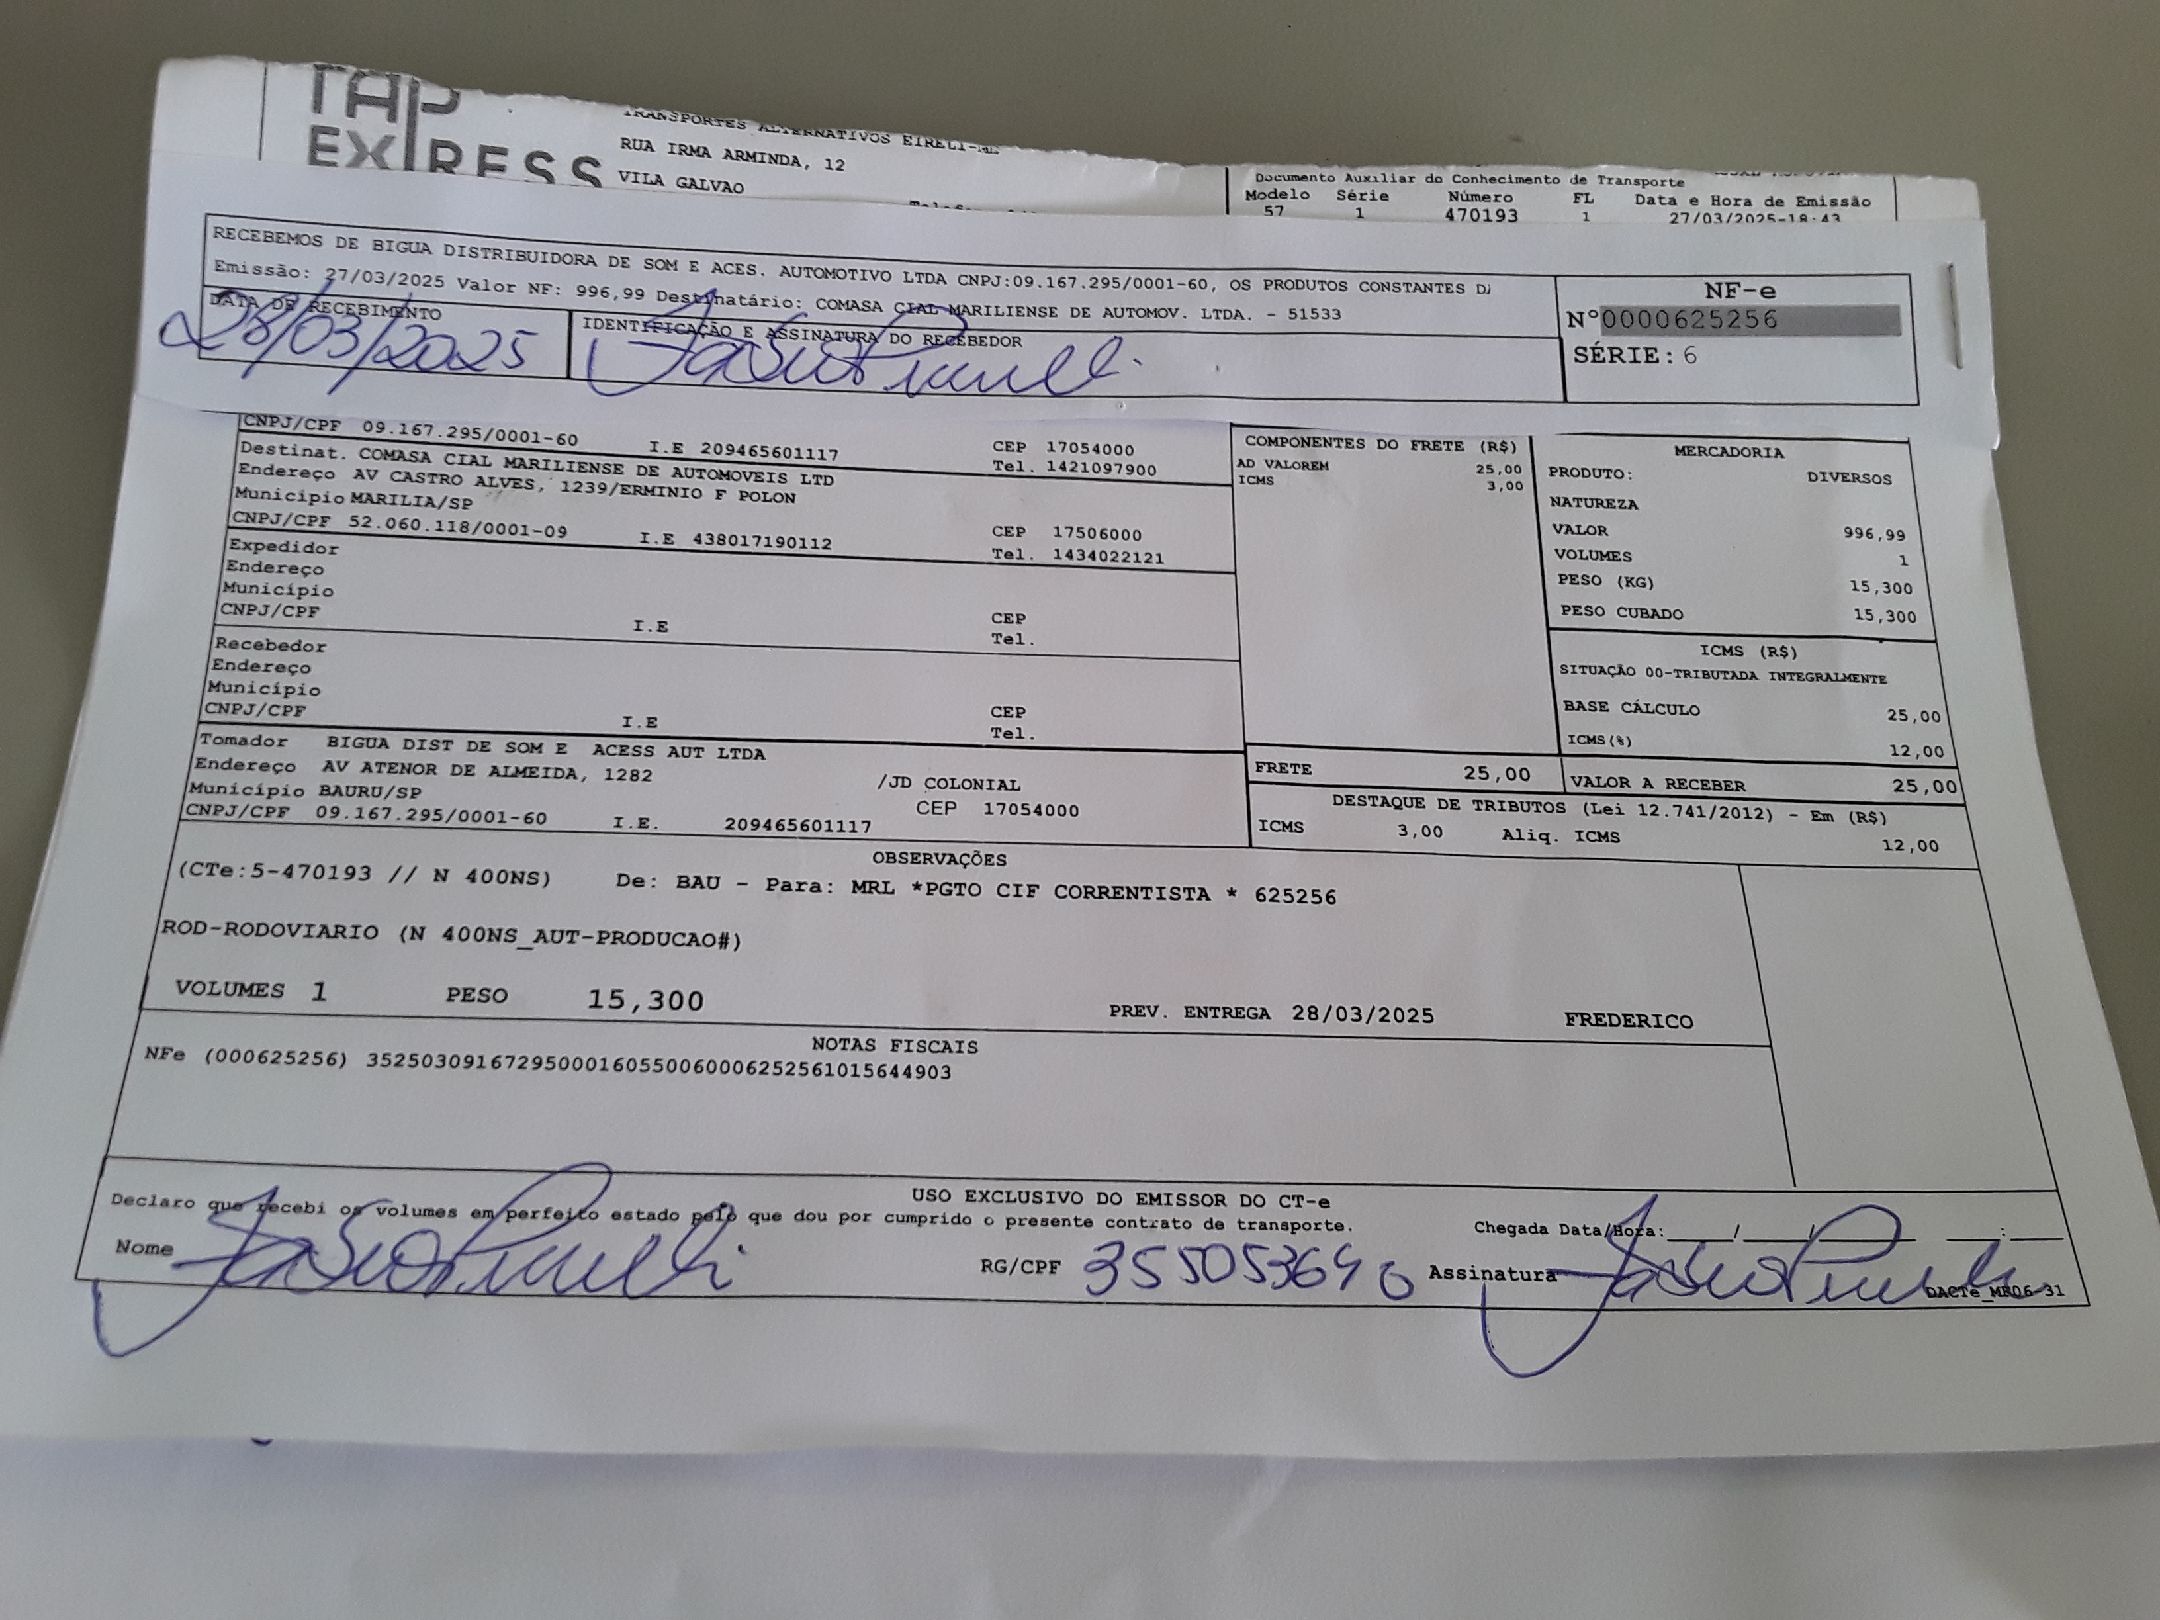 TAP
EXPRESS
TRANSPORTES ALTERNATIVOS EIRELI-ME
RUA IRMA ARMINDA, 12
VILA GALVAO
Documento Auxiliar do Conhecimento de Transporte
Modelo Série Número FL Data e Hora de Emissão
57 1 470193 1 27/03/2025-18:43
RECEBEMOS DE BIGUA DISTRIBUIDORA DE SOM E ACES. AUTOMOTIVO LTDA CNPJ:09.167.295/0001-60, OS PRODUTOS CONSTANTES DA
Emissão: 27/03/2025 Valor NF: 996,99 Destinatário: COMASA CIAL MARILIENSE DE AUTOMOV. LTDA. - 51533
DATA DE RECEBIMENTO
28/03/2025
IDENTIFICAÇÃO E ASSINATURA DO RECEBEDOR
NF-e
N°0000625256
SÉRIE: 6
CNPJ/CPF 09.167.295/0001-60 I.E 209465601117 CEP 17054000
Tel. 1421097900
Destinat. COMASA CIAL MARILIENSE DE AUTOMOVEIS LTD
Endereço AV CASTRO ALVES, 1239/ERMINIO F POLON
Município MARILIA/SP CEP 17506000
CNPJ/CPF 52.060.118/0001-09 I.E 438017190112 Tel. 1434022121
Expedidor
Endereço
Município CEP
CNPJ/CPF I.E Tel.
Recebedor
Endereço
Município CEP
CNPJ/CPF I.E Tel.
Tomador BIGUA DIST DE SOM E ACESS AUT LTDA
Endereço AV ATENOR DE ALMEIDA, 1282 /JD COLONIAL
Município BAURU/SP CEP 17054000
CNPJ/CPF 09.167.295/0001-60 I.E. 209465601117
COMPONENTES DO FRETE (R$)
AD VALOREM 25,00
ICMS 3,00
MERCADORIA
PRODUTO: DIVERSOS
NATUREZA
VALOR 996,99
VOLUMES 1
PESO (KG) 15,300
PESO CUBADO 15,300
ICMS (R$)
SITUAÇÃO 00-TRIBUTADA INTEGRALMENTE
BASE CÁLCULO 25,00
ICMS(%) 12,00
FRETE 25,00 VALOR A RECEBER 25,00
DESTAQUE DE TRIBUTOS (Lei 12.741/2012) - Em (R$)
ICMS 3,00 Aliq. ICMS 12,00
OBSERVAÇÕES
(CTe:5-470193 // N 400NS) De: BAU - Para: MRL *PGTO CIF CORRENTISTA * 625256
ROD-RODOVIARIO (N 400NS_AUT-PRODUCAO#)
VOLUMES 1 PESO 15,300 PREV. ENTREGA 28/03/2025 FREDERICO
NOTAS FISCAIS
NFe (000625256) 35250309167295000160550060006252561015644903
USO EXCLUSIVO DO EMISSOR DO CT-e
Declaro que recebi os volumes em perfeito estado pelo que dou por cumprido o presente contrato de transporte.
Chegada Data/Hora:____/____/____ ___:___
Nome RG/CPF 355053640 Assinatura
DACTe_MR06-31